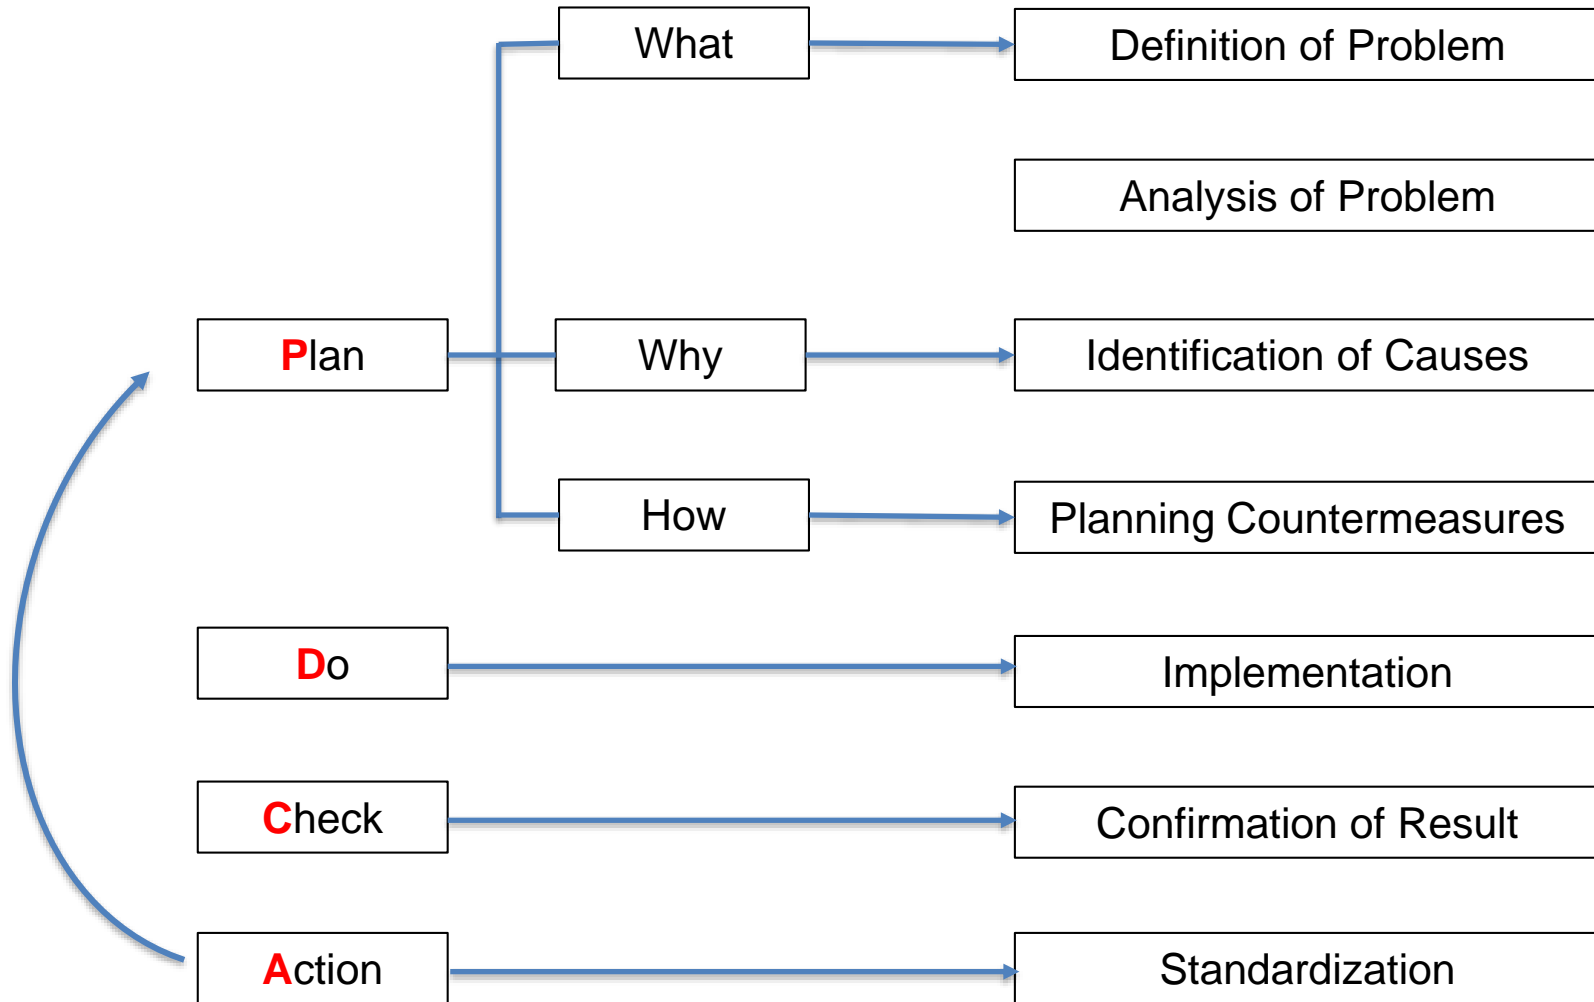 What
Definition of Problem
Analysis of Problem
Plan
Why
Identification of Causes
How
Planning Countermeasures
Do
Implementation
Check
Confirmation of Result
Action
Standardization